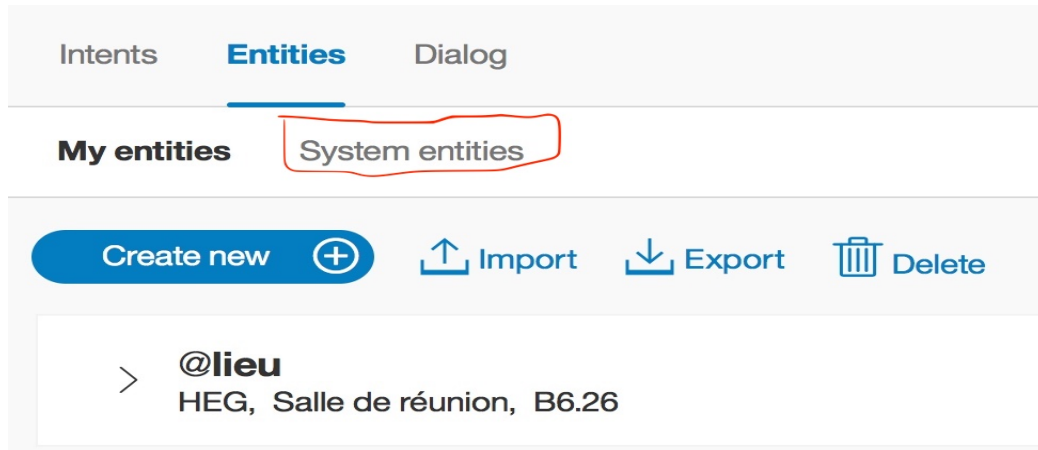 Intents Entities Dialog
My entities System entities
Create new Import Export Delete
@lieu
HEG, Salle de réunion, B6.26